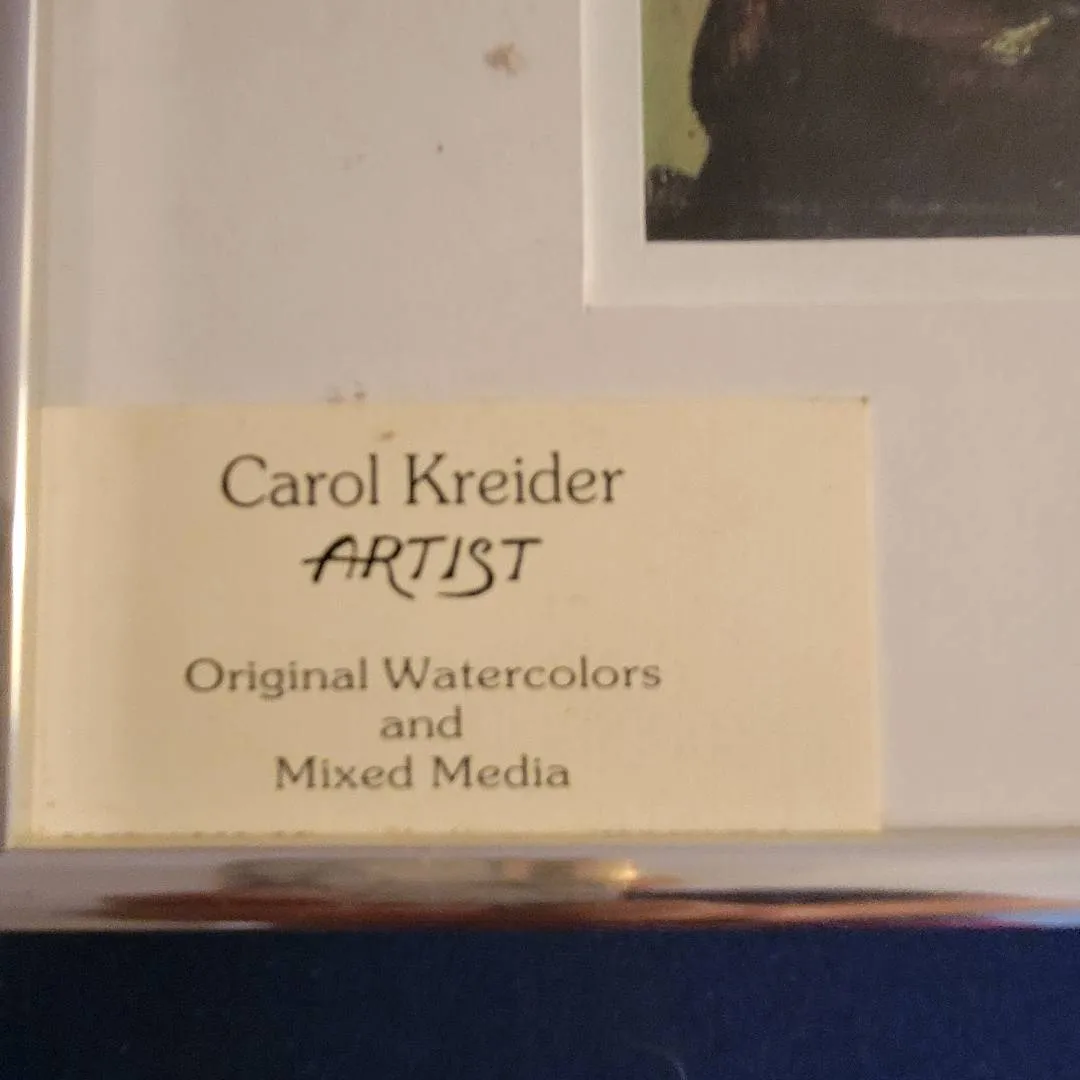 Carol Kreider
ARTIST
Original Watercolors
and
Mixed Media